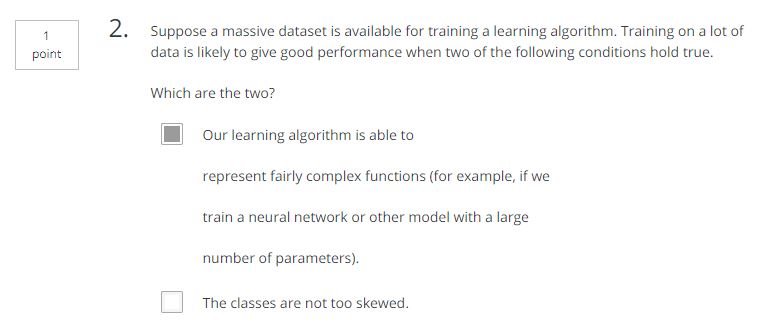 1
point
2.
Suppose a massive dataset is available for training a learning algorithm. Training on a lot of
data is likely to give good performance when two of the following conditions hold true.
Which are the two?
Our learning algorithm is able to
represent fairly complex functions (for example, if we
train a neural network or other model with a large
number of parameters).
The classes are not too skewed.